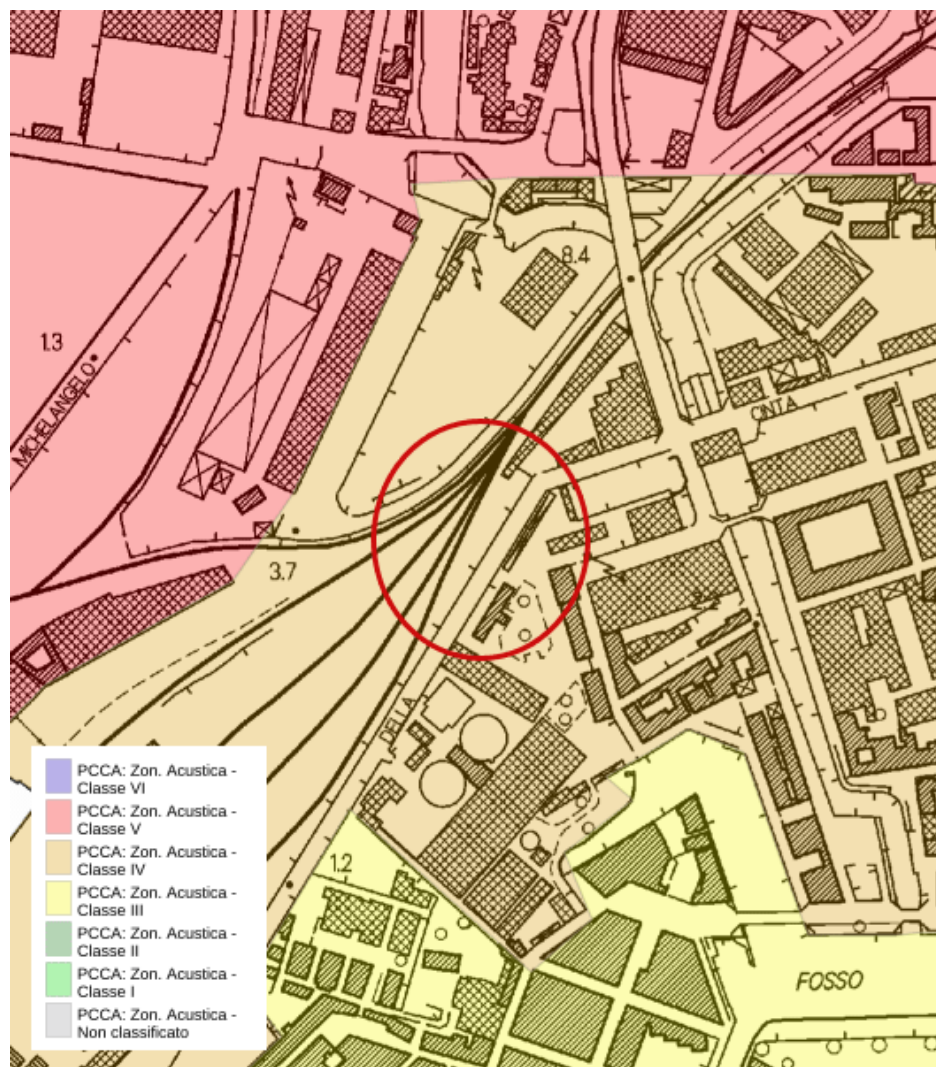 8.4
1.3
MICHELANGELO
CINTA
3.7
DELLA
1.2
FOSSO
PCCA: Zon. Acustica -
Classe VI
PCCA: Zon. Acustica -
Classe V
PCCA: Zon. Acustica -
Classe IV
PCCA: Zon. Acustica -
Classe III
PCCA: Zon. Acustica -
Classe II
PCCA: Zon. Acustica -
Classe I
PCCA: Zon. Acustica -
Non classificato